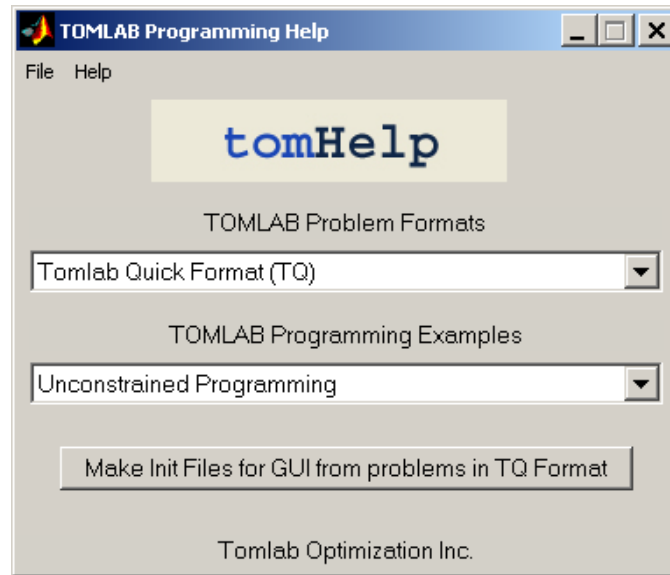 TOMLAB Programming Help
File Help
tomHelp
TOMLAB Problem Formats
Tomlab Quick Format (TQ)
TOMLAB Programming Examples
Unconstrained Programming
Make Init Files for GUI from problems in TQ Format
Tomlab Optimization Inc.